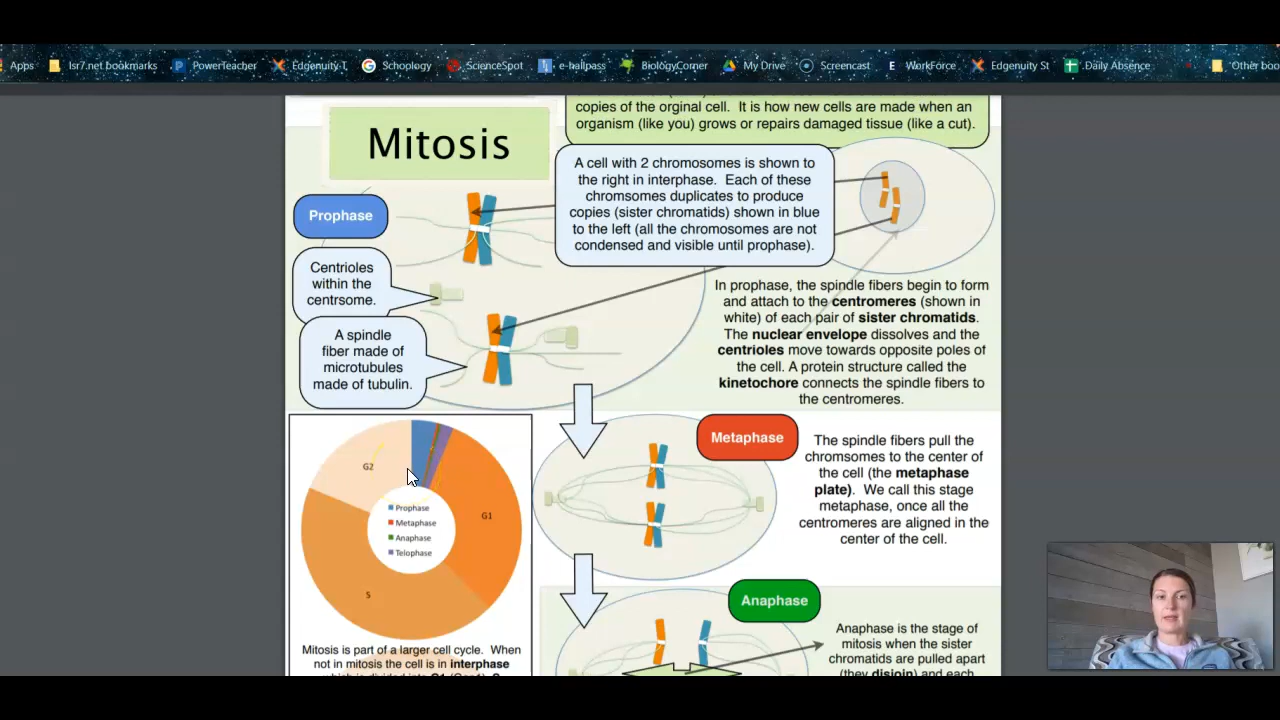 Apps lsr7.net bookmarks PowerTeacher Edgenuity T Schoology ScienceSpot e-hallpass BiologyCorner My Drive Screencast WorkForce Edgenuity St Daily Absence Other boo
copies of the orginal cell. It is how new cells are made when an
organism (like you) grows or repairs damaged tissue (like a cut).
Mitosis
A cell with 2 chromosomes is shown to
the right in interphase. Each of these
chromsomes duplicates to produce
copies (sister chromatids) shown in blue
to the left (all the chromosomes are not
condensed and visible until prophase).
Prophase
Centrioles
within the
centrsome.
A spindle
fiber made of
microtubules
made of tubulin.
In prophase, the spindle fibers begin to form
and attach to the centromeres (shown in
white) of each pair of sister chromatids.
The nuclear envelope dissolves and the
centrioles move towards opposite poles of
the cell. A protein structure called the
kinetochore connects the spindle fibers to
the centromeres.
G2
G1
S
Prophase
Metaphase
Anaphase
Telophase
Metaphase
The spindle fibers pull the
chromsomes to the center of
the cell (the metaphase
plate). We call this stage
metaphase, once all the
centromeres are aligned in the
center of the cell.
Anaphase
Anaphase is the stage of
mitosis when the sister
chromatids are pulled apart
(they disjoin) and each
Mitosis is part of a larger cell cycle. When
not in mitosis the cell is in interphase